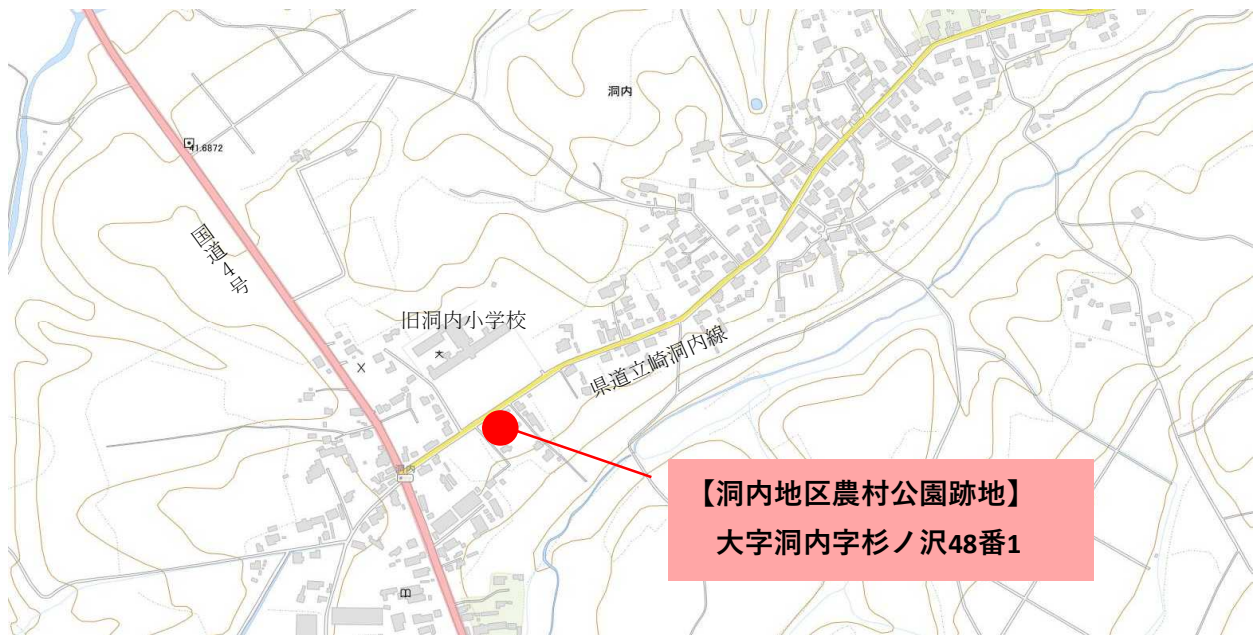 洞内
41.6872
国道4号
旧洞内小学校
大
県道立崎洞内線
洞内
【洞内地区農村公園跡地】
大字洞内字杉ノ沢48番1